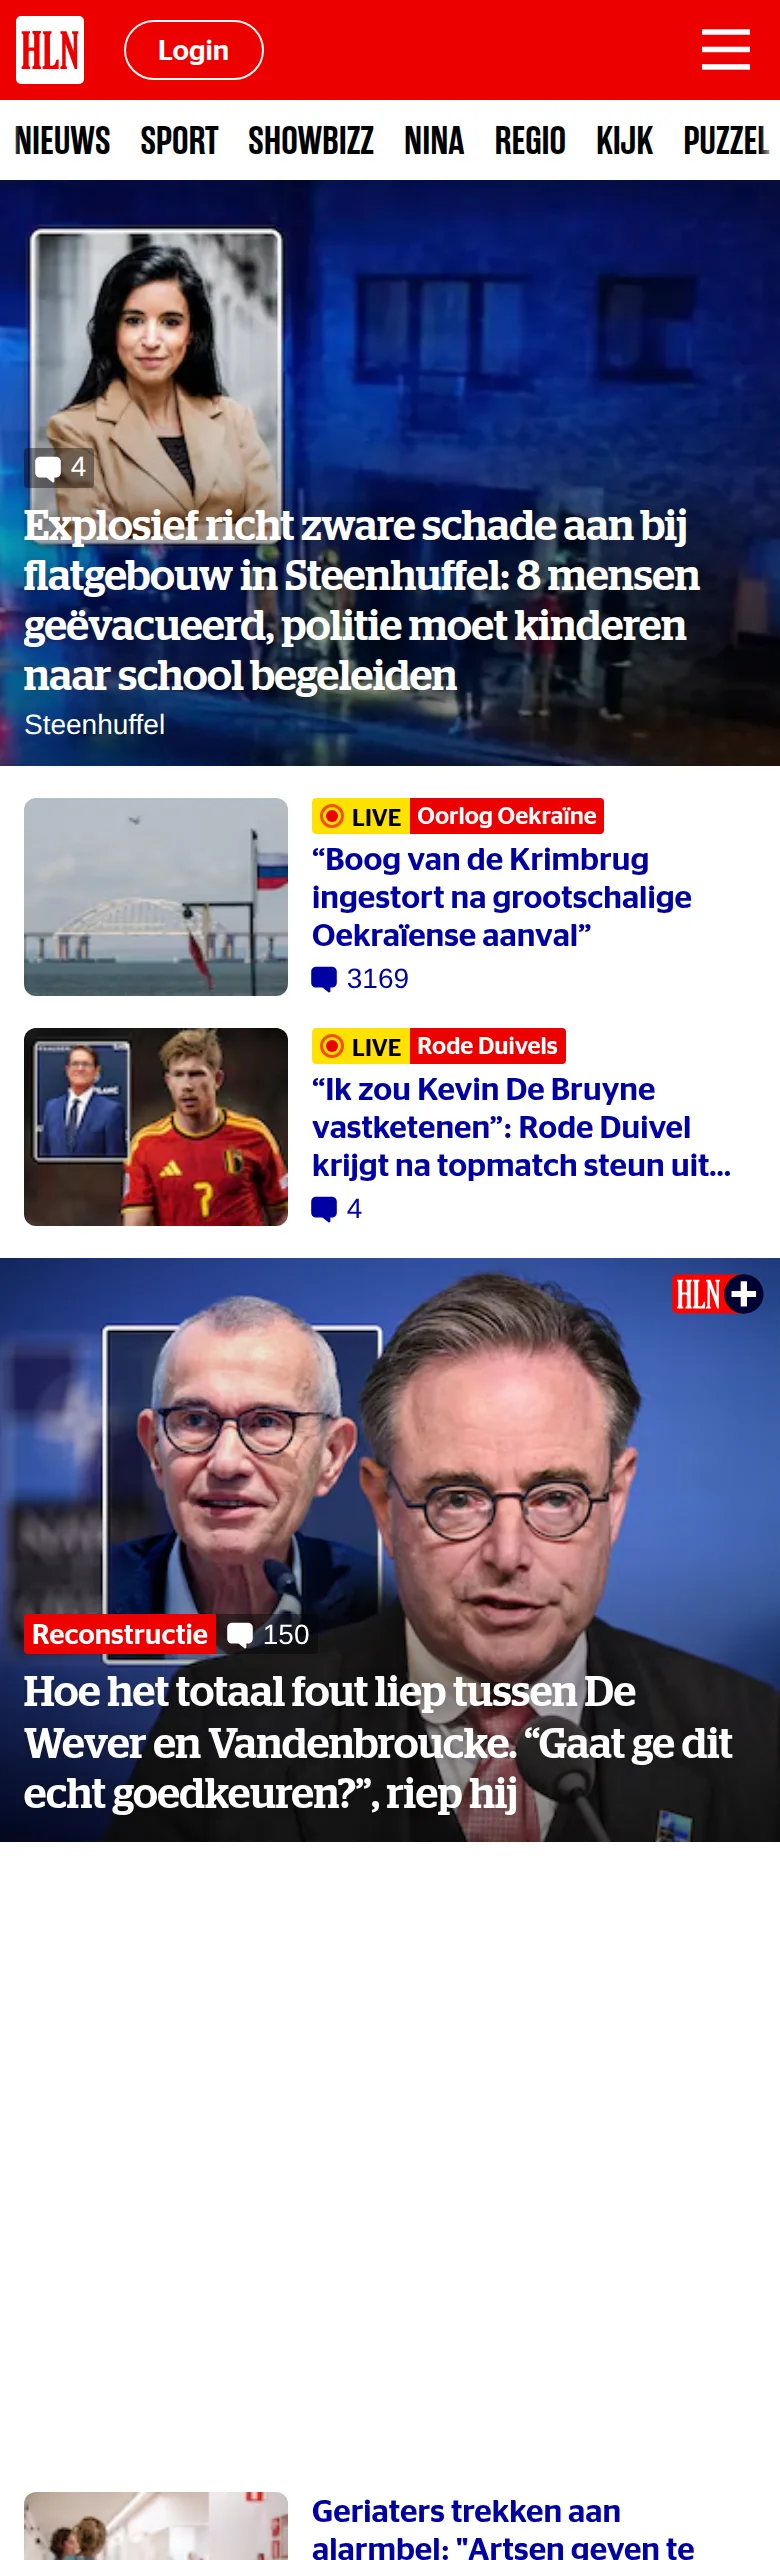 HLN
Login
NIEUWS SPORT SHOWBIZZ NINA REGIO KIJK PUZZEL
4
Explosief richt zware schade aan bij
flatgebouw in Steenhuffel: 8 mensen
geëvacueerd, politie moet kinderen
naar school begeleiden
Steenhuffel
LIVE Oorlog Oekraïne
“Boog van de Krimbrug
ingestort na grootschalige
Oekraïense aanval”
3169
LIVE Rode Duivels
“Ik zou Kevin De Bruyne
vastketenen”: Rode Duivel
krijgt na topmatch steun uit...
7
4
HLN+
Reconstructie 150
Hoe het totaal fout liep tussen De
Wever en Vandenbroucke. “Gaat ge dit
echt goedkeuren?”, riep hij
Geriaters trekken aan
alarmbel: "Artsen geven te